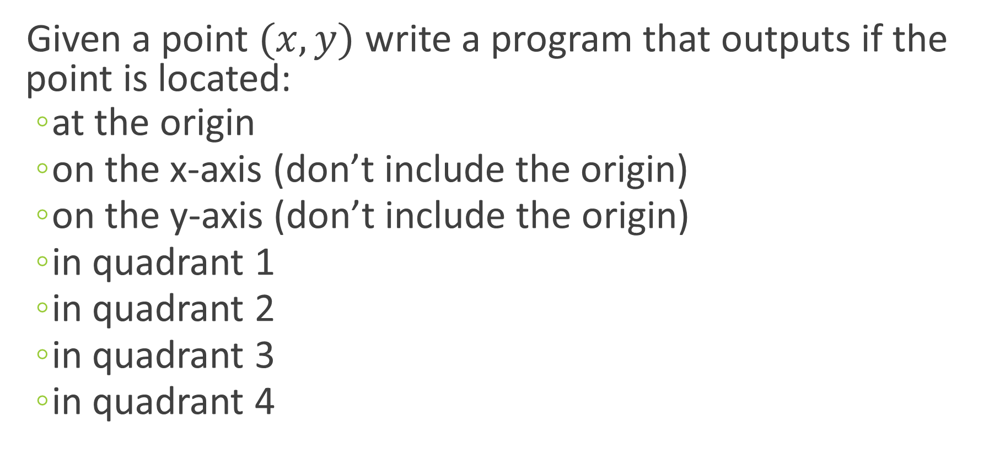 Given a point (𝑥, 𝑦) write a program that outputs if the
point is located:
◦at the origin
◦on the x-axis (don’t include the origin)
◦on the y-axis (don’t include the origin)
◦in quadrant 1
◦in quadrant 2
◦in quadrant 3
◦in quadrant 4